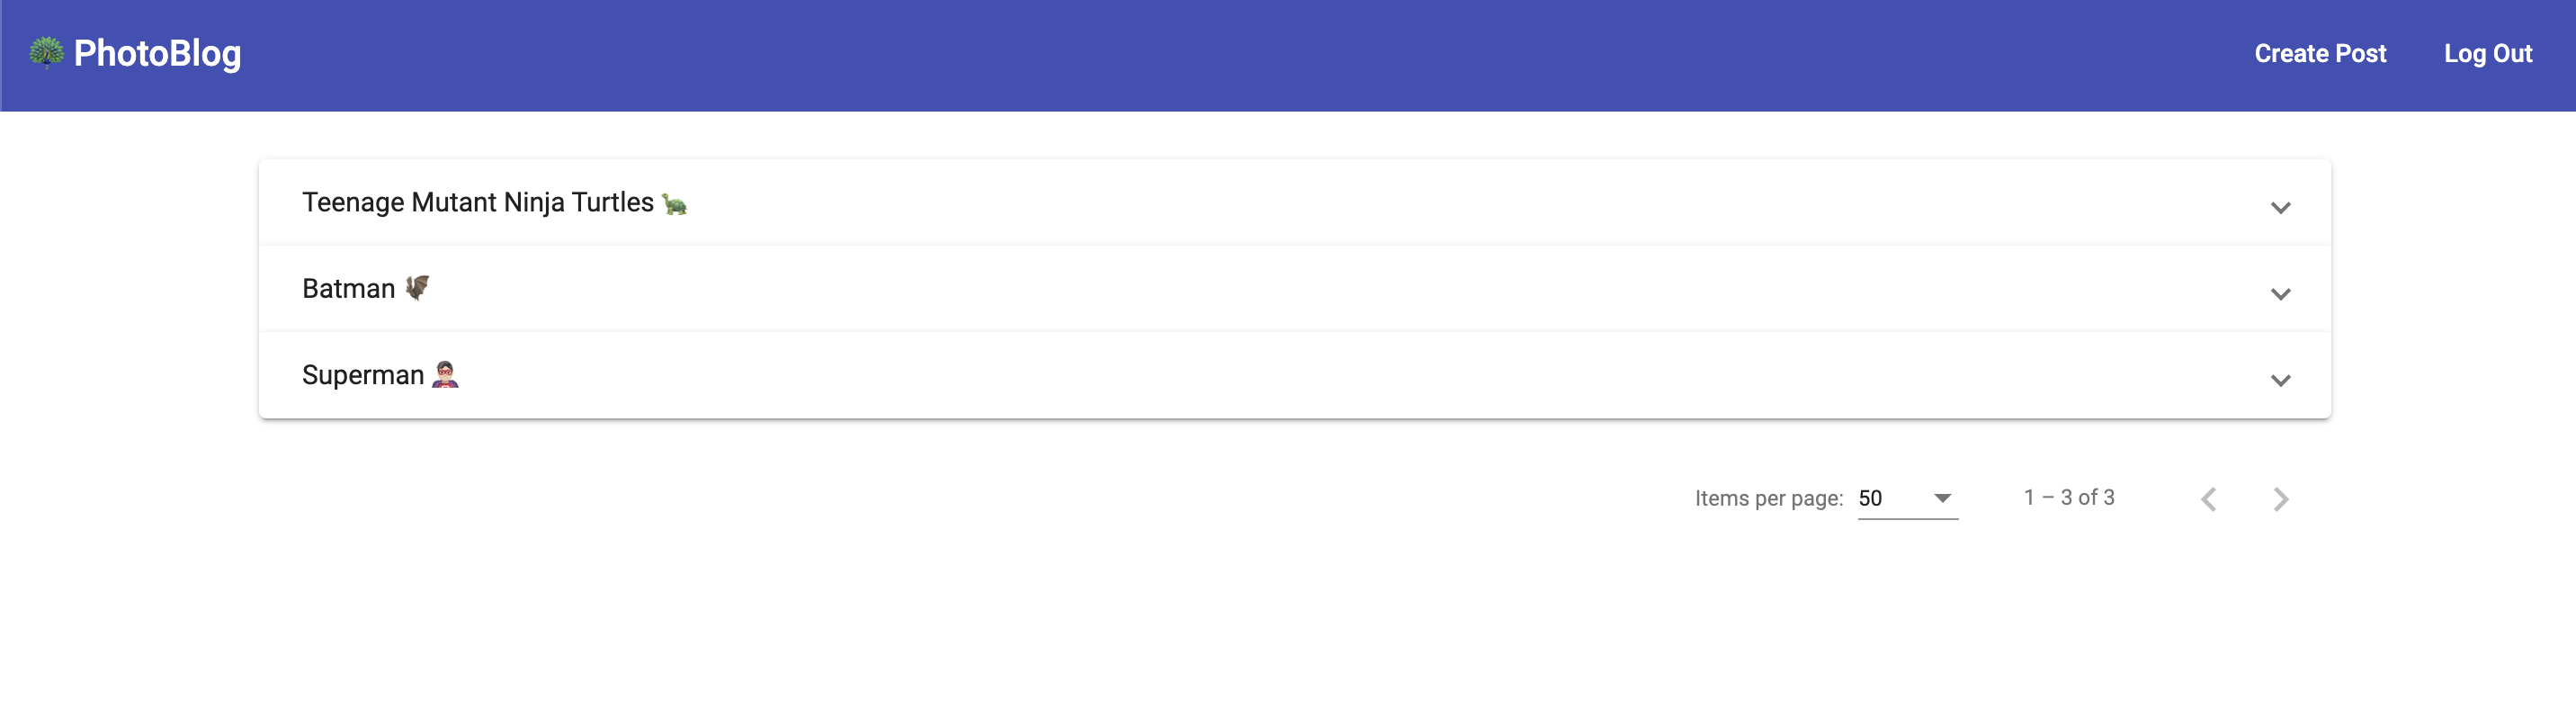 🦚 PhotoBlog
Create Post
Log Out
Teenage Mutant Ninja Turtles 🐢
Batman 🦇
Superman 🦸🏻‍♂️
Items per page: 50
1 – 3 of 3